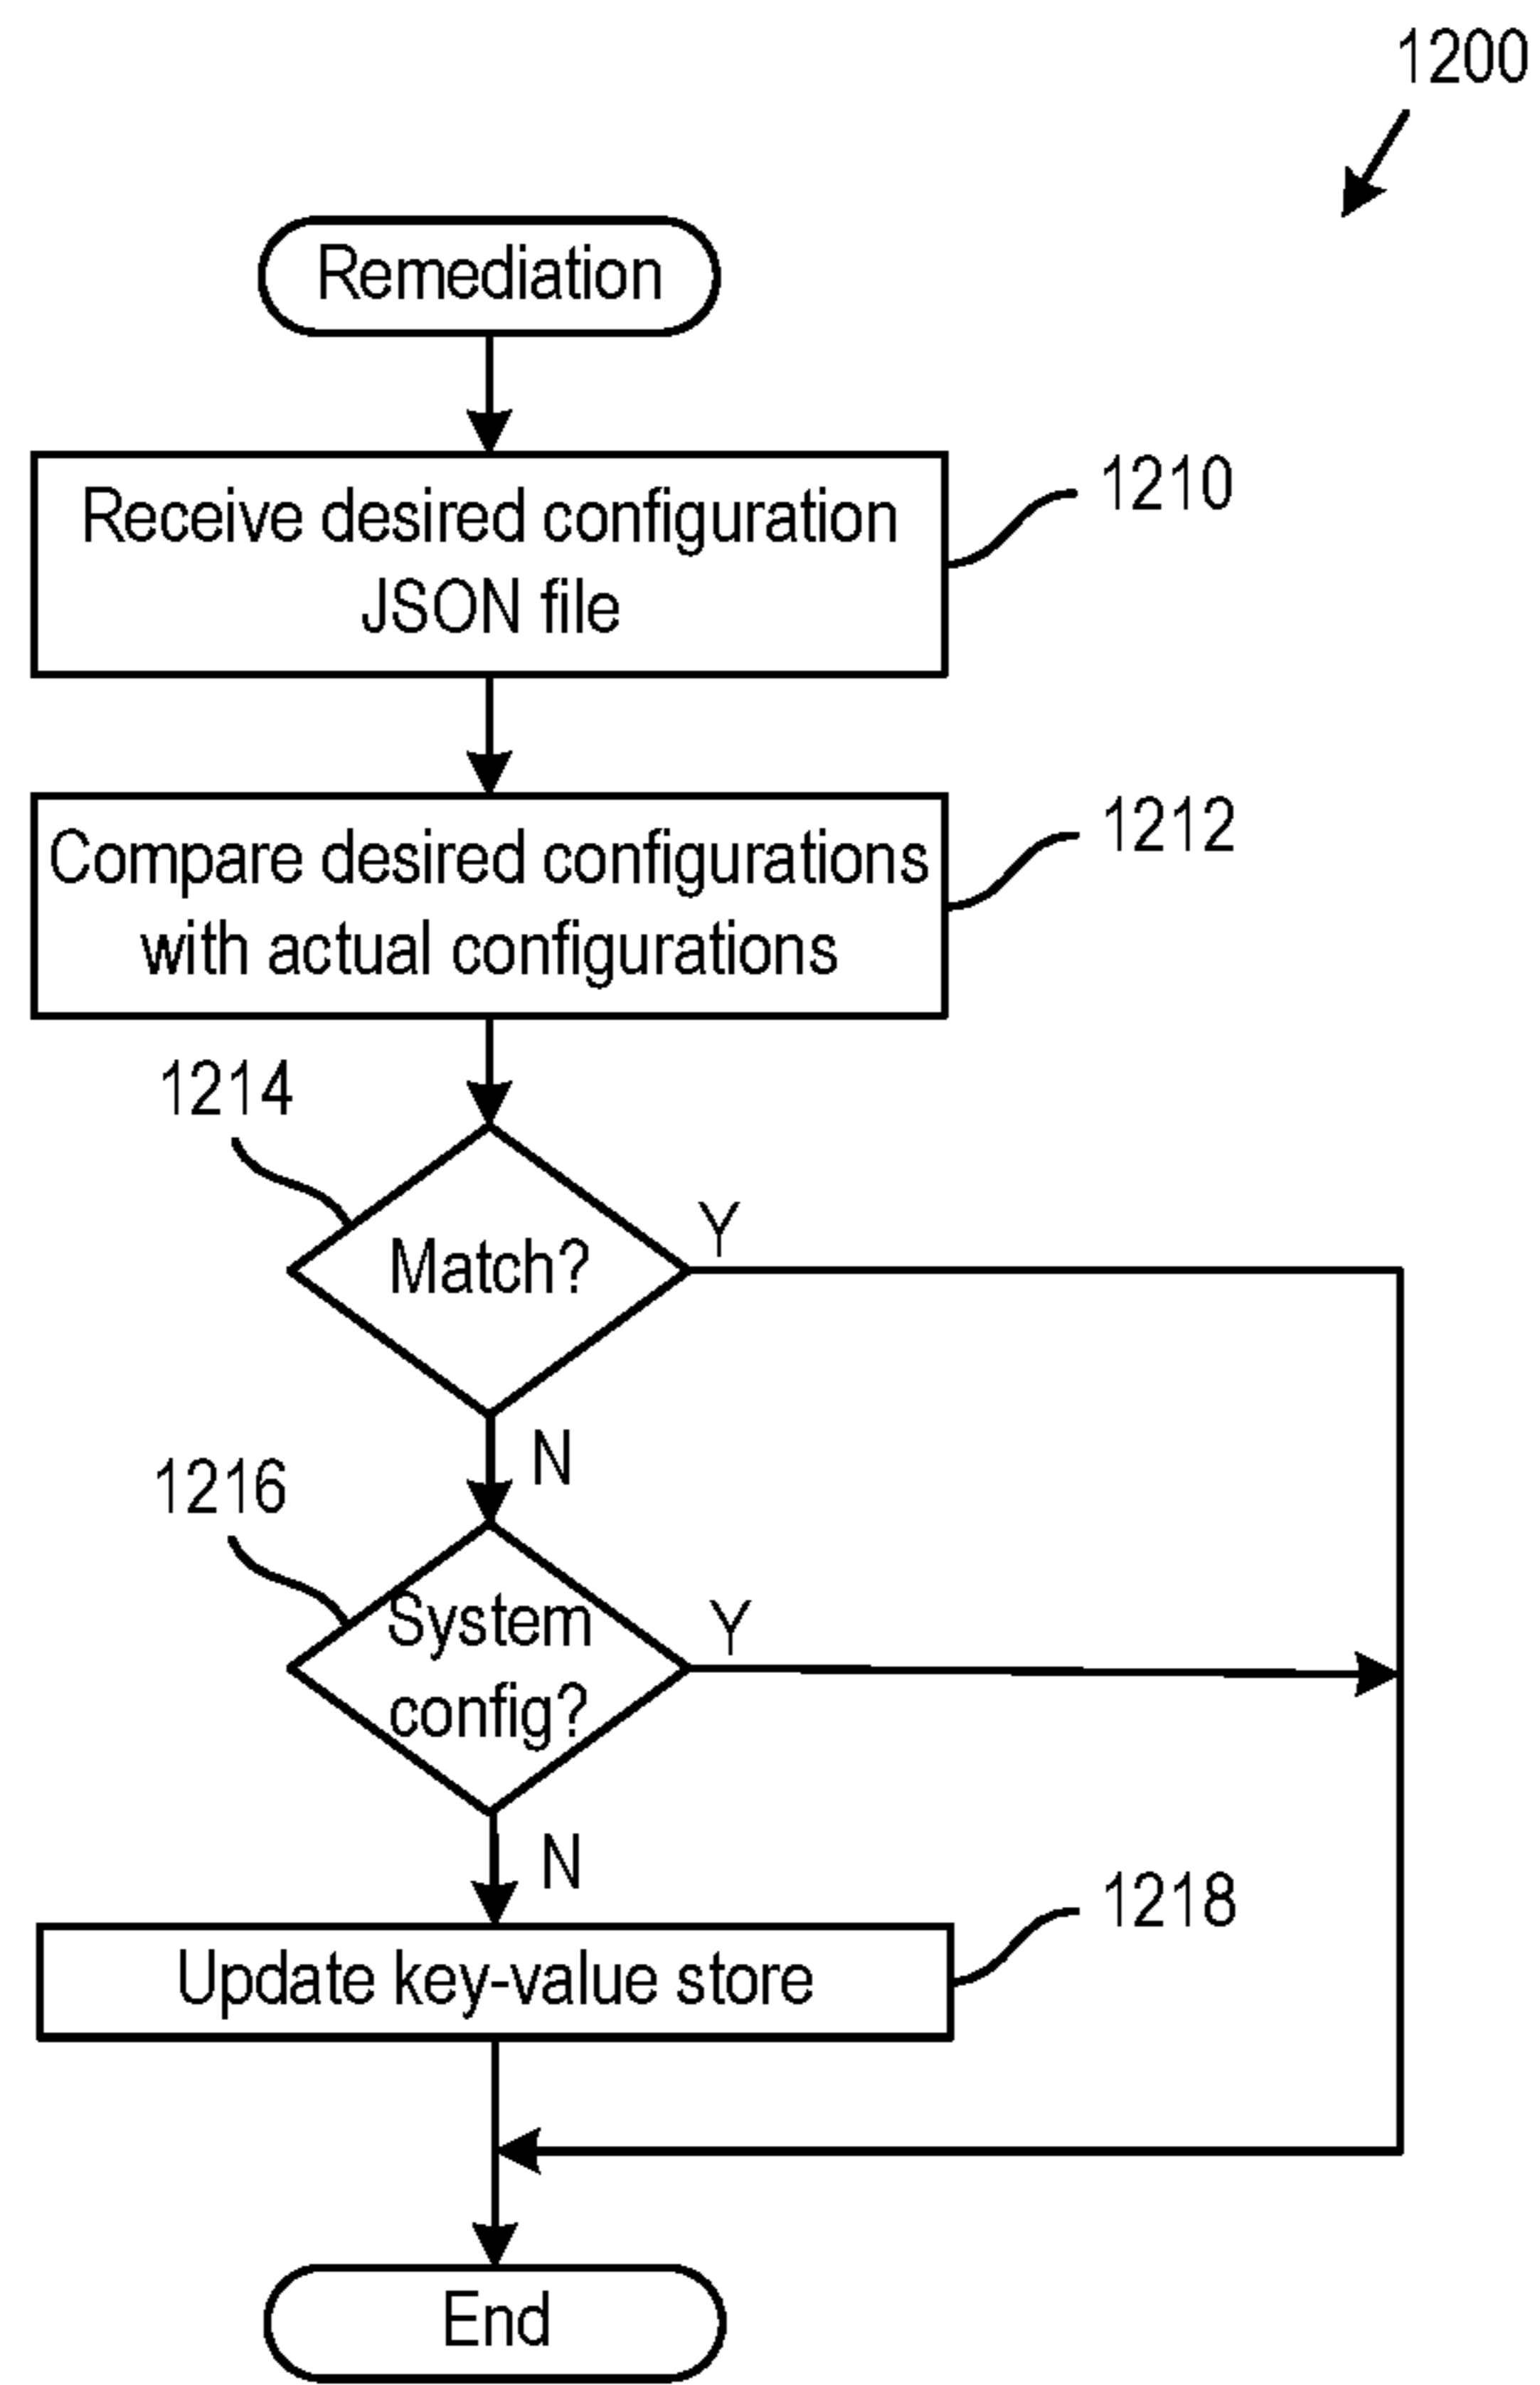 1200
Remediation
Receive desired configuration
JSON file
1210
Compare desired configurations
with actual configurations
1212
1214
Match?
Y
N
1216
System
config?
Y
N
Update key-value store
1218
End